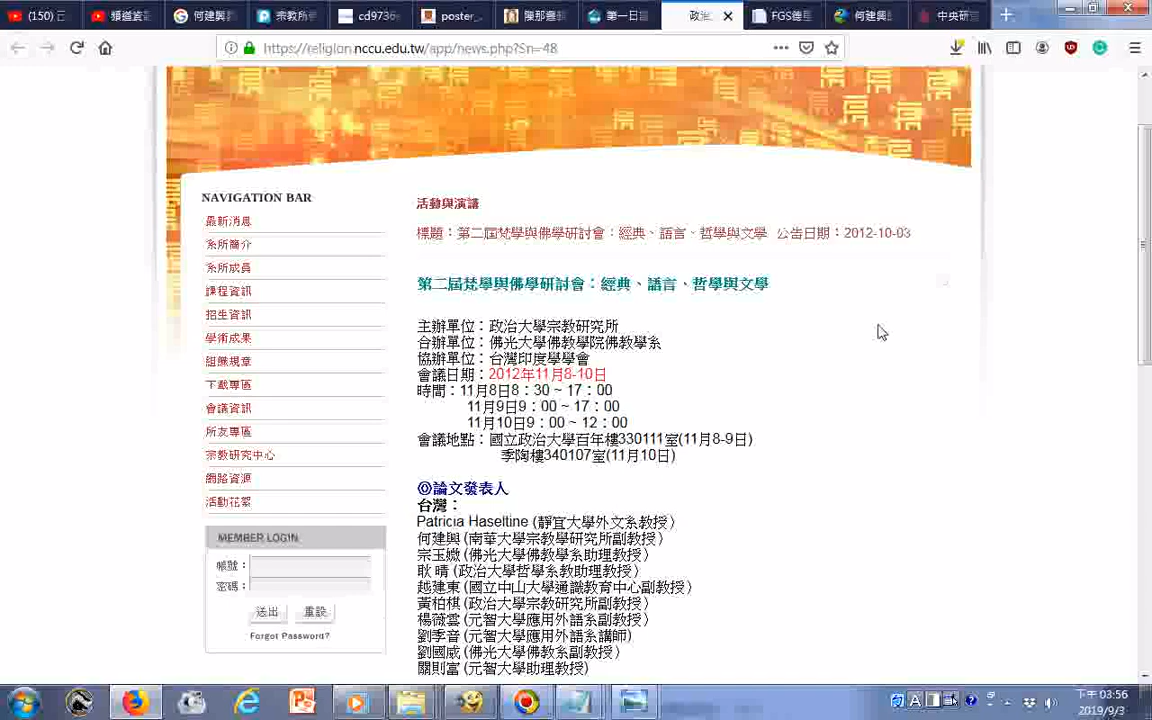 (150) 云
頻道設
何建興
宗教所
cd9736
poster_
陳那盡
第一日
政治
FGS德里
何建興
中央研
https://religion.nccu.edu.tw/app/news.php?Sn=48
NAVIGATION BAR
最新消息
系所簡介
系所成員
課程資訊
招生資訊
學術成果
組織規章
下載專區
會議資訊
所友專區
宗教研究中心
網路資源
活動花絮
MEMBER LOGIN
帳號：
密碼：
送出 重設
Forgot Password?
活動與演講
標題：第二屆梵學與佛學研討會：經典、語言、哲學與文學 公告日期：2012-10-03
第二屆梵學與佛學研討會：經典、語言、哲學與文學
主辦單位：政治大學宗教研究所
合辦單位：佛光大學佛教學院佛教學系
協辦單位：台灣印度學學會
會議日期：2012年11月8-10日
時間：11月8日8：30 ~ 17：00
11月9日9：00 ~ 17：00
11月10日9：00 ~ 12：00
會議地點：國立政治大學百年樓330111室(11月8-9日)
季陶樓340107室(11月10日)
◎論文發表人
台灣：
Patricia Haseltine (靜宜大學外文系教授)
何建興 (南華大學宗教學研究所副教授)
宗玉媺 (佛光大學佛教學系助理教授)
耿 晴 (政治大學哲學系教助理教授)
越建東 (國立中山大學通識教育中心副教授)
黃柏棋 (政治大學宗教研究所副教授)
楊薇雲 (元智大學應用外語系副教授)
劉季音 (元智大學應用外語系講師)
劉國威 (佛光大學佛教系副教授)
關則富 (元智大學助理教授)
下午 03:56
2019/9/3